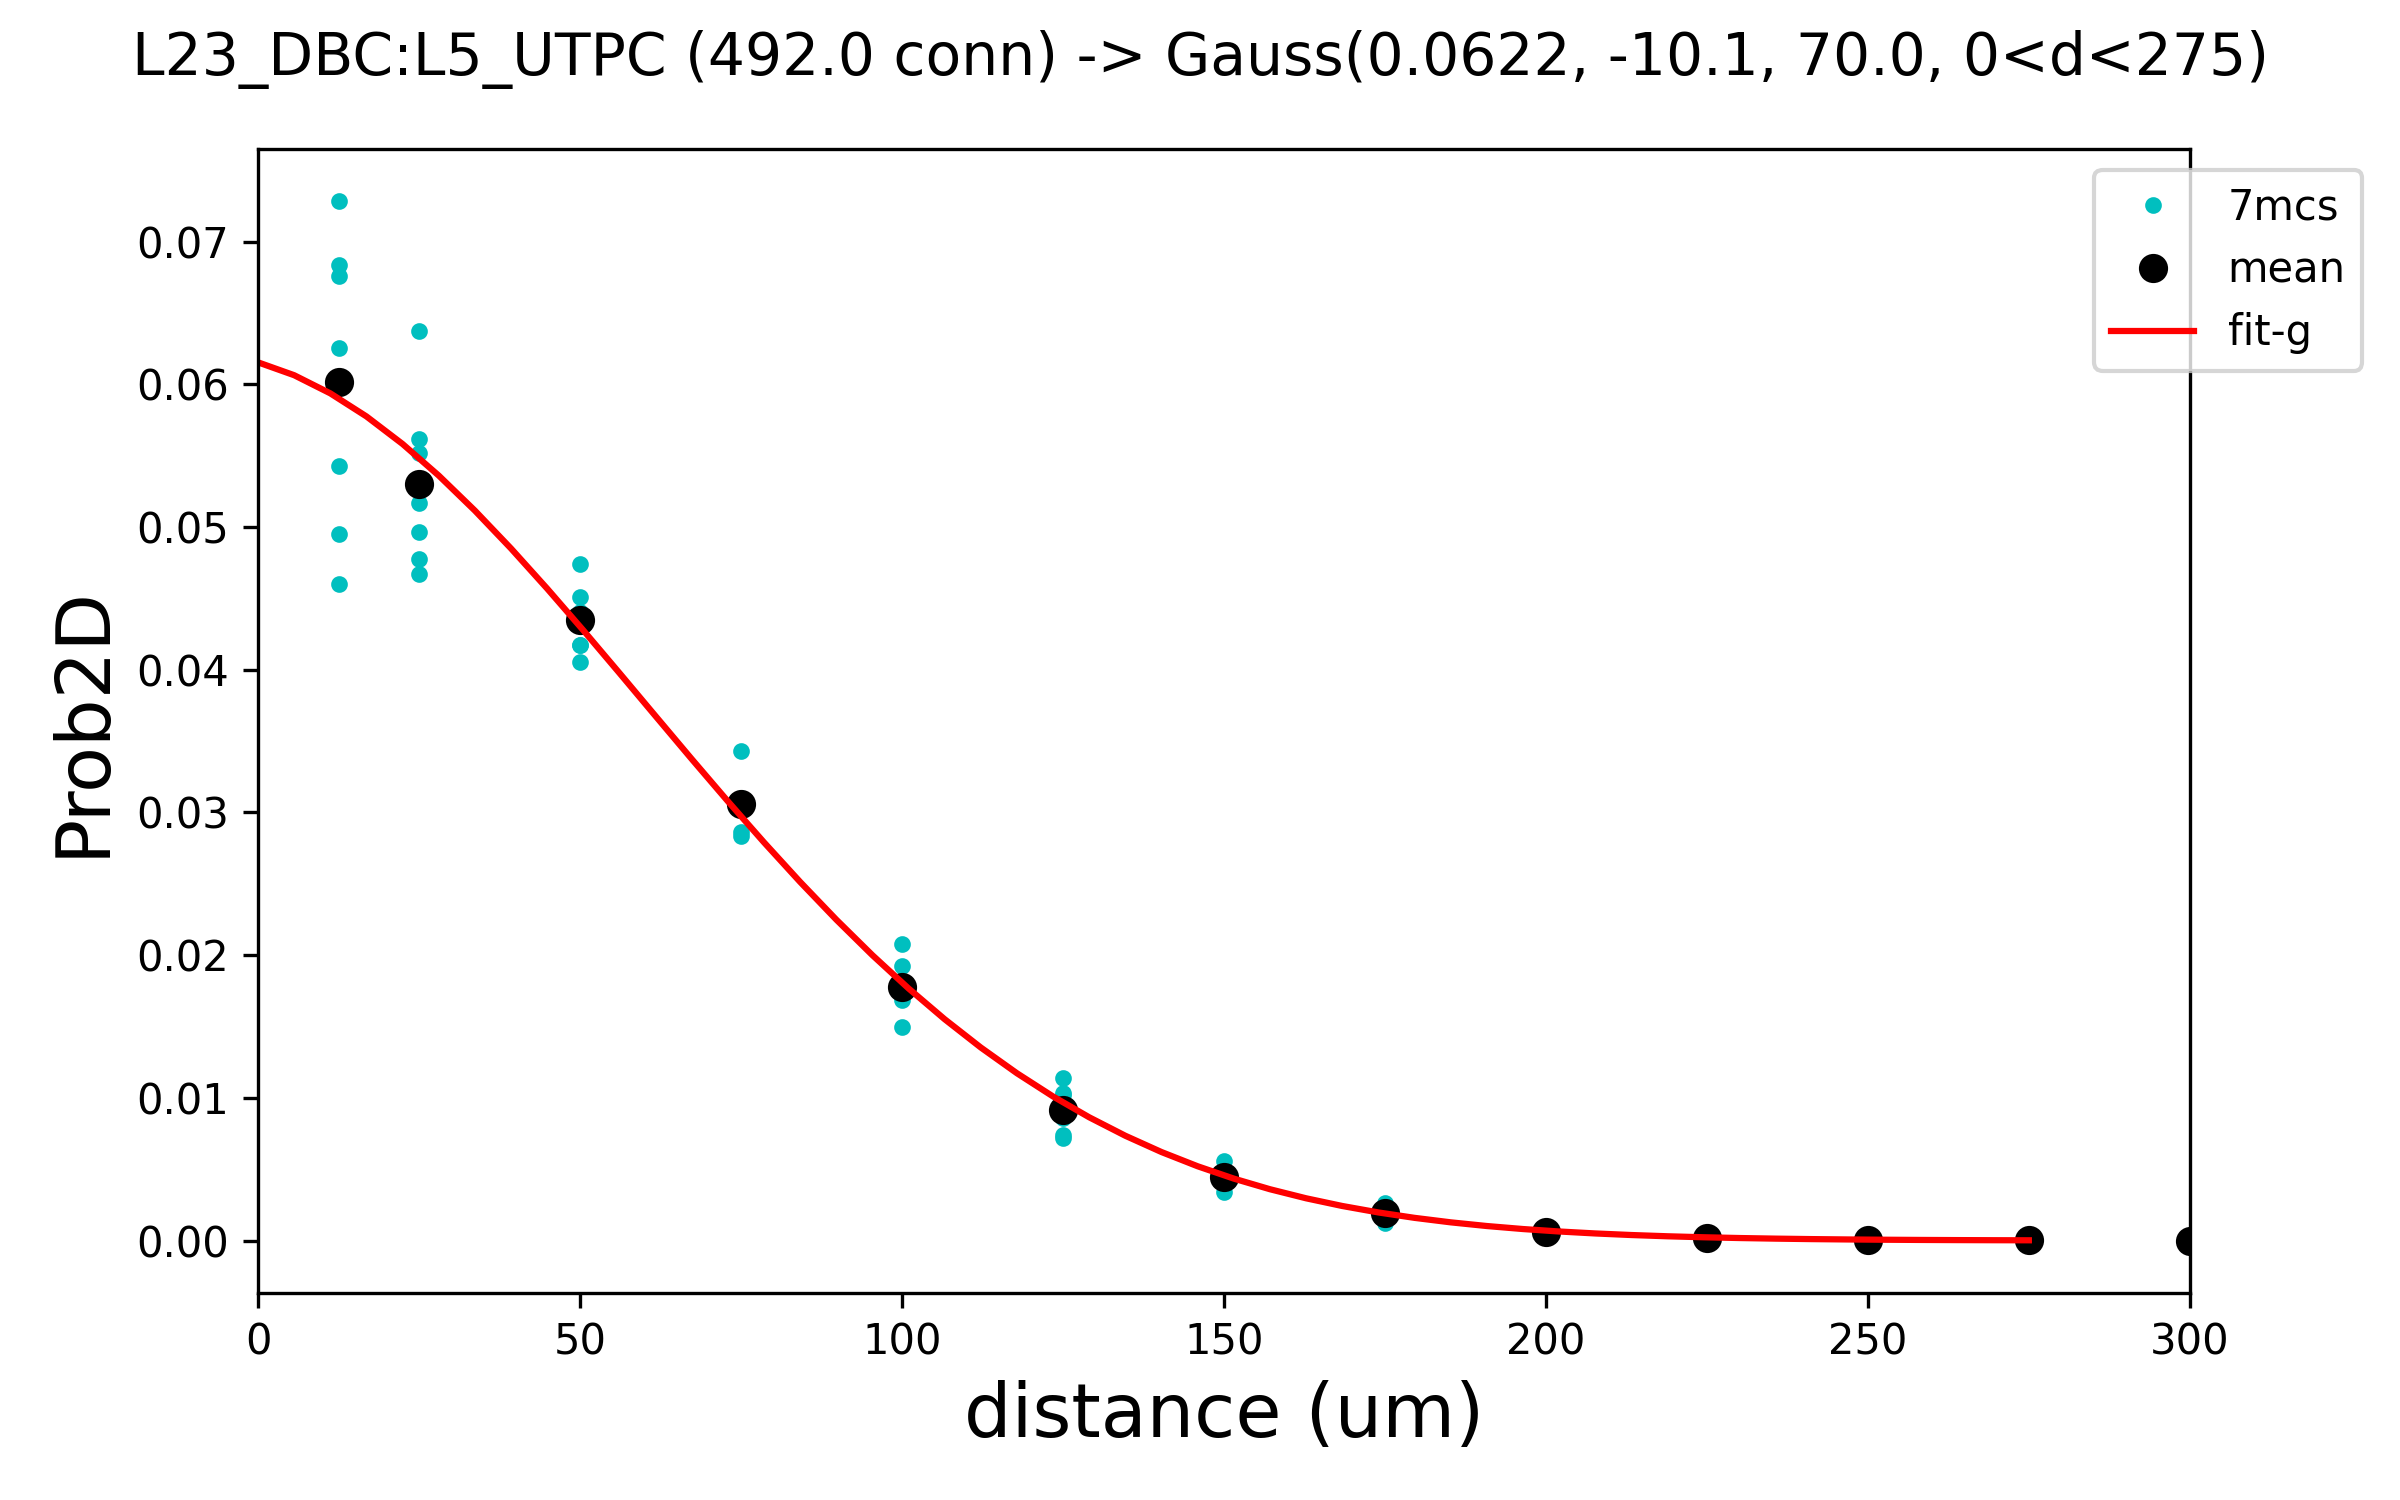 L23_DBC:L5_UTPC (492.0 conn) -> Gauss(0.0622, -10.1, 70.0, 0<d<275)
7mcs
mean
fit-g
Prob2D
0.07
0.06
0.05
0.04
0.03
0.02
0.01
0.00
0 50 100 150 200 250 300
distance (um)